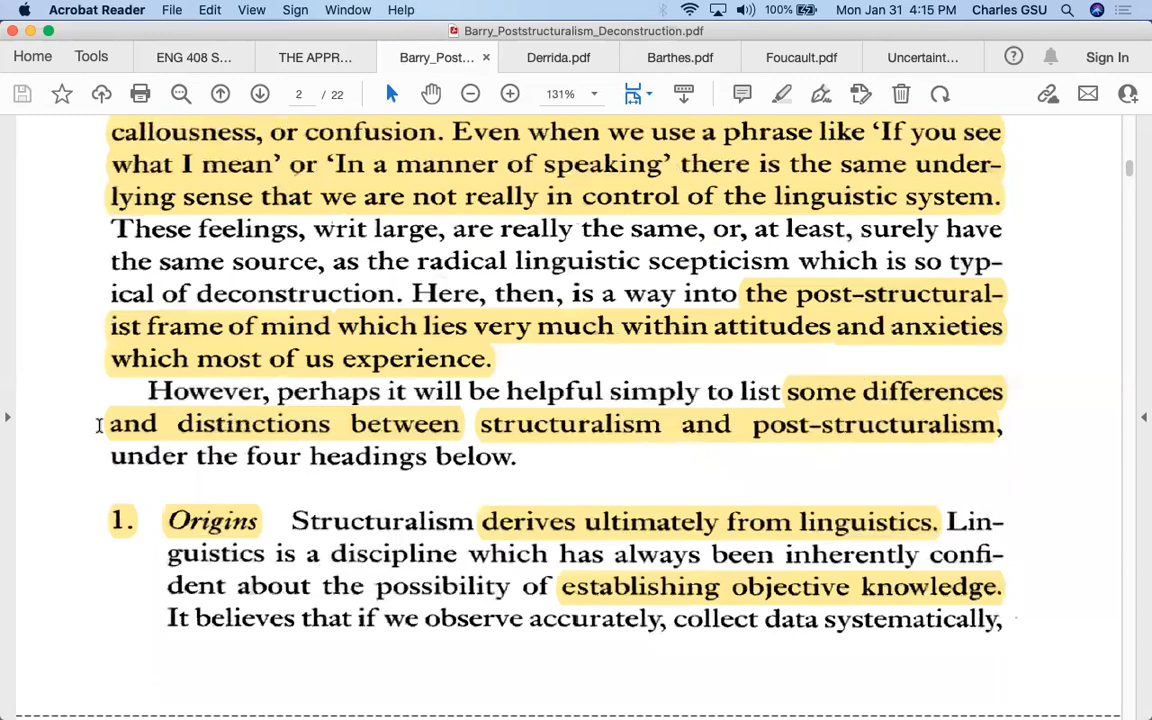 Acrobat Reader File Edit View Sign Window Help 100% Mon Jan 31 4:15 PM Charles GSU
Barry_Poststructuralism_Deconstruction.pdf
Home Tools ENG 408 S... THE APPR... Barry_Post... × Derrida.pdf Barthes.pdf Foucault.pdf Uncertaint... Sign In
2 / 22 131%
callousness, or confusion. Even when we use a phrase like ‘If you see
what I mean’ or ‘In a manner of speaking’ there is the same under-
lying sense that we are not really in control of the linguistic system.
These feelings, writ large, are really the same, or, at least, surely have
the same source, as the radical linguistic scepticism which is so typ-
ical of deconstruction. Here, then, is a way into the post-structural-
ist frame of mind which lies very much within attitudes and anxieties
which most of us experience.
However, perhaps it will be helpful simply to list some differences
and distinctions between structuralism and post-structuralism,
under the four headings below.
1. Origins Structuralism derives ultimately from linguistics. Lin-
guistics is a discipline which has always been inherently confi-
dent about the possibility of establishing objective knowledge.
It believes that if we observe accurately, collect data systematically,